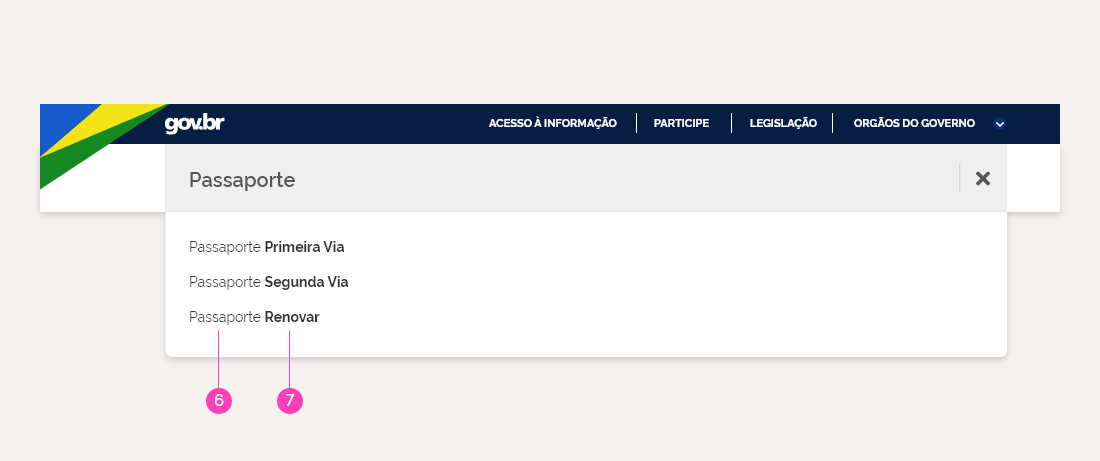 gov.br ACESSO À INFORMAÇÃO PARTICIPE LEGISLAÇÃO ORGÃOS DO GOVERNO
Passaporte
Passaporte Primeira Via
Passaporte Segunda Via
Passaporte Renovar
6 7